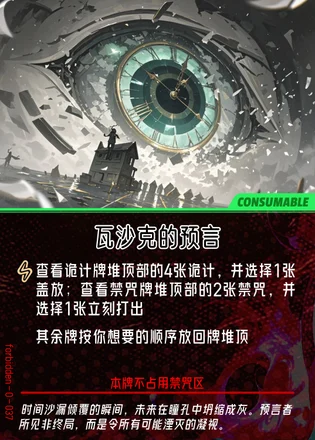 CONSUMABLE
瓦沙克的预言
查看诡计牌堆顶部的4张诡计，并选择1张
盖放；查看禁咒牌堆顶部的2张禁咒，并选
择1张立刻打出
其余牌按你想要的顺序放回牌堆顶
本牌不占用禁咒区
时间沙漏倾覆的瞬间，未来在瞳孔中坍缩成灰。预言者
所见非终局，而是令所有可能湮灭的凝视。
forbidden-0-037